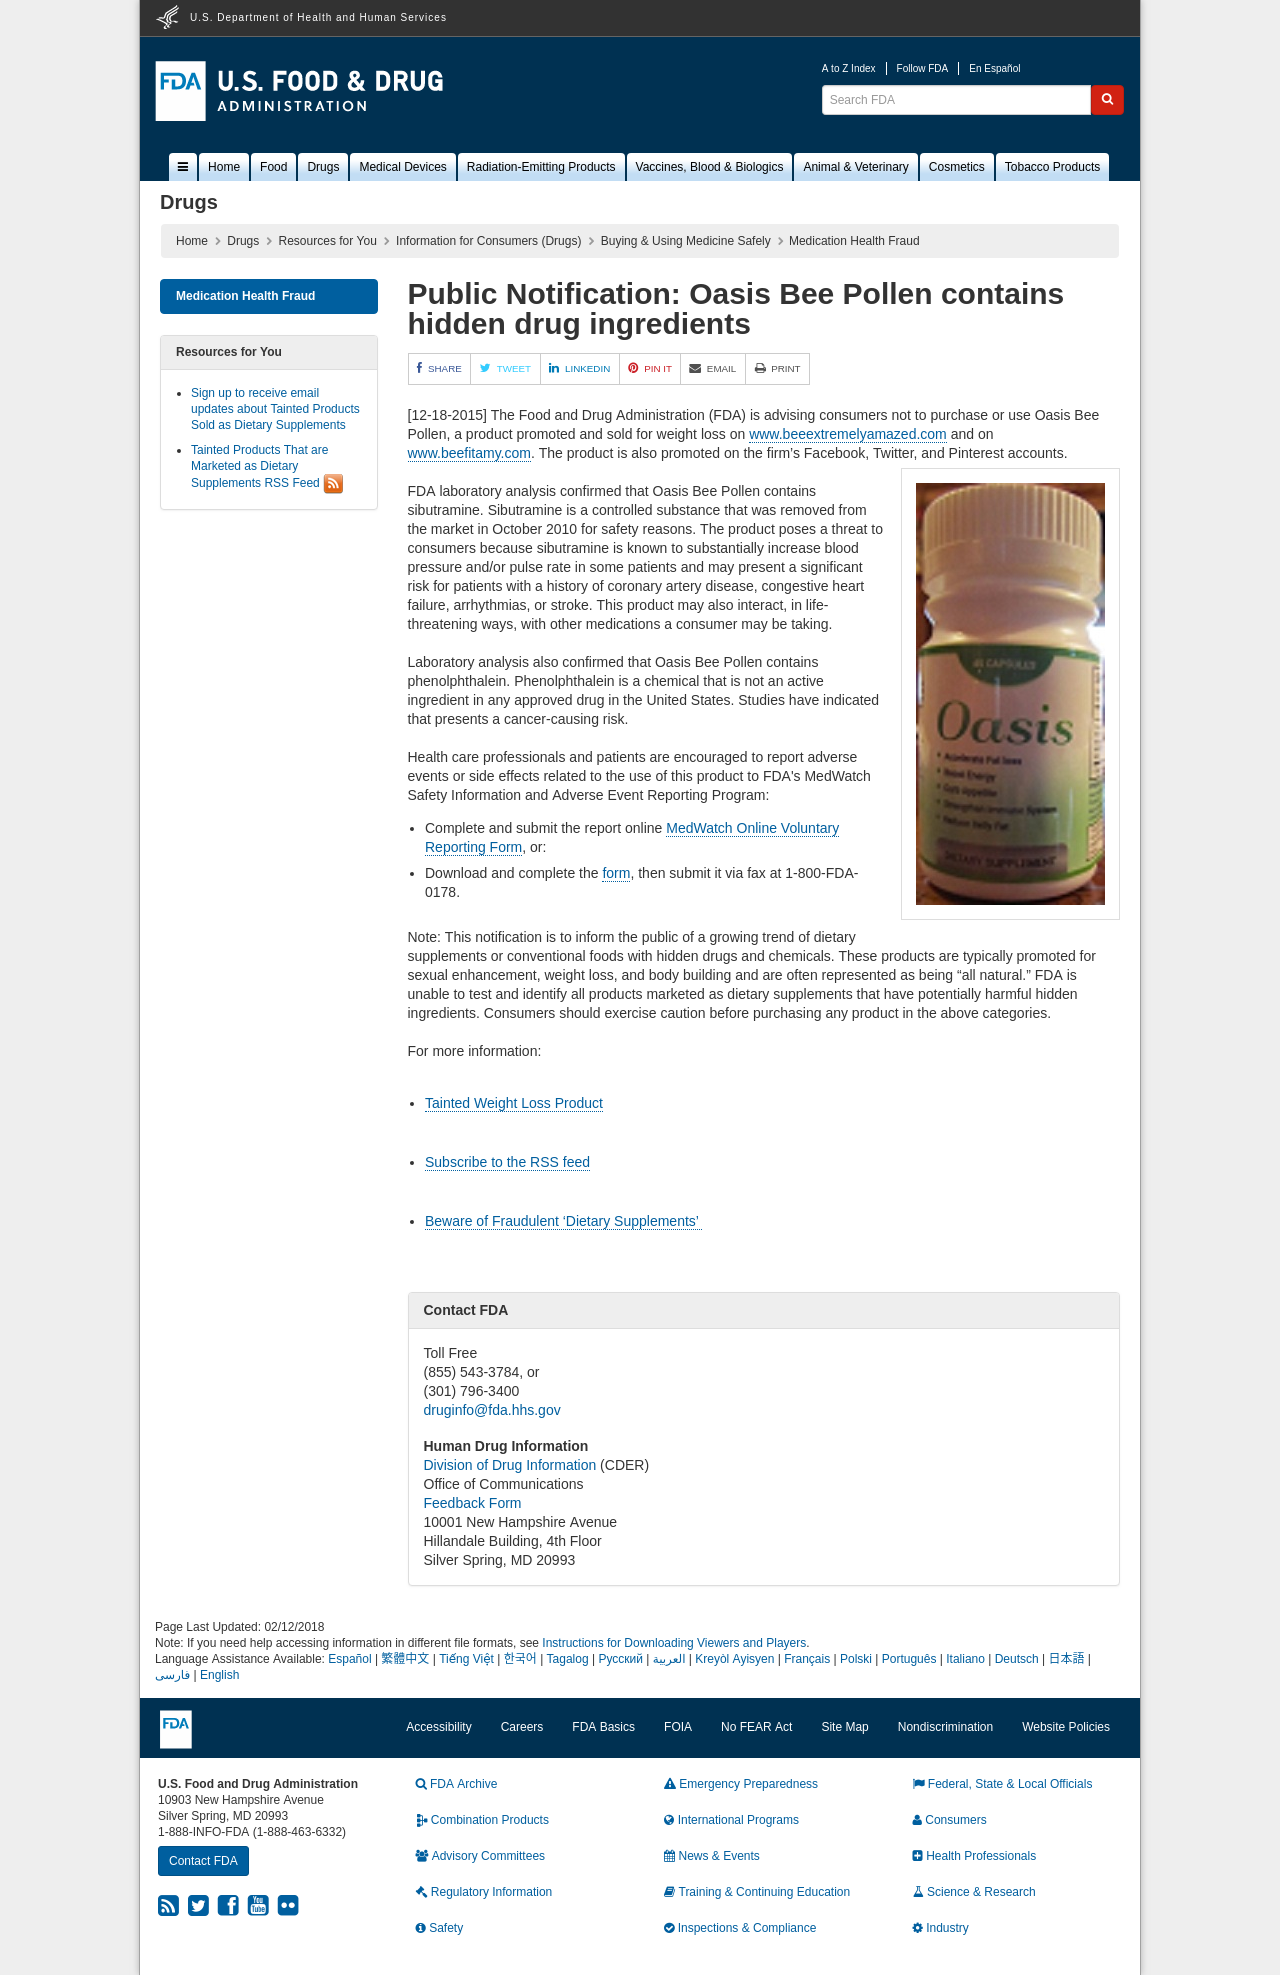 U.S. Department of Health and Human Services
FDA U.S. FOOD & DRUG
ADMINISTRATION
A to Z Index
Follow FDA
En Español
Search FDA
Home
Food
Drugs
Medical Devices
Radiation-Emitting Products
Vaccines, Blood & Biologics
Animal & Veterinary
Cosmetics
Tobacco Products
Drugs
Home
Drugs
Resources for You
Information for Consumers (Drugs)
Buying & Using Medicine Safely
Medication Health Fraud
Medication Health Fraud
Resources for You
Sign up to receive email
updates about Tainted Products
Sold as Dietary Supplements
Tainted Products That are
Marketed as Dietary
Supplements RSS Feed
Public Notification: Oasis Bee Pollen contains
hidden drug ingredients
SHARE
TWEET
LINKEDIN
PIN IT
EMAIL
PRINT
[12-18-2015] The Food and Drug Administration (FDA) is advising consumers not to purchase or use Oasis Bee
Pollen, a product promoted and sold for weight loss on www.beeextremelyamazed.com and on
www.beefitamy.com. The product is also promoted on the firm’s Facebook, Twitter, and Pinterest accounts.
FDA laboratory analysis confirmed that Oasis Bee Pollen contains
sibutramine. Sibutramine is a controlled substance that was removed from
the market in October 2010 for safety reasons. The product poses a threat to
consumers because sibutramine is known to substantially increase blood
pressure and/or pulse rate in some patients and may present a significant
risk for patients with a history of coronary artery disease, congestive heart
failure, arrhythmias, or stroke. This product may also interact, in life-
threatening ways, with other medications a consumer may be taking.
Laboratory analysis also confirmed that Oasis Bee Pollen contains
phenolphthalein. Phenolphthalein is a chemical that is not an active
ingredient in any approved drug in the United States. Studies have indicated
that presents a cancer-causing risk.
Health care professionals and patients are encouraged to report adverse
events or side effects related to the use of this product to FDA's MedWatch
Safety Information and Adverse Event Reporting Program:
Complete and submit the report online MedWatch Online Voluntary
Reporting Form, or:
Download and complete the form, then submit it via fax at 1-800-FDA-
0178.
CAPSULES
Oasis
Accelerate Fat loss
Boost Energy
Curb Appetite
Strengthen Immune System
Reduce Belly Fat
DIETARY SUPPLEMENT
Note: This notification is to inform the public of a growing trend of dietary
supplements or conventional foods with hidden drugs and chemicals. These products are typically promoted for
sexual enhancement, weight loss, and body building and are often represented as being “all natural.” FDA is
unable to test and identify all products marketed as dietary supplements that have potentially harmful hidden
ingredients. Consumers should exercise caution before purchasing any product in the above categories.
For more information:
Tainted Weight Loss Product
Subscribe to the RSS feed
Beware of Fraudulent ‘Dietary Supplements’
Contact FDA
Toll Free
(855) 543-3784, or
(301) 796-3400
druginfo@fda.hhs.gov
Human Drug Information
Division of Drug Information (CDER)
Office of Communications
Feedback Form
10001 New Hampshire Avenue
Hillandale Building, 4th Floor
Silver Spring, MD 20993
Page Last Updated: 02/12/2018
Note: If you need help accessing information in different file formats, see Instructions for Downloading Viewers and Players.
Language Assistance Available: Español | 繁體中文 | Tiếng Việt | 한국어 | Tagalog | Русский | العربية | Kreyòl Ayisyen | Français | Polski | Português | Italiano | Deutsch | 日本語 |
فارسی | English
FDA
Accessibility
Careers
FDA Basics
FOIA
No FEAR Act
Site Map
Nondiscrimination
Website Policies
U.S. Food and Drug Administration
10903 New Hampshire Avenue
Silver Spring, MD 20993
1-888-INFO-FDA (1-888-463-6332)
Contact FDA
You Tube
FDA Archive
Combination Products
Advisory Committees
Regulatory Information
Safety
Emergency Preparedness
International Programs
News & Events
Training & Continuing Education
Inspections & Compliance
Federal, State & Local Officials
Consumers
Health Professionals
Science & Research
Industry